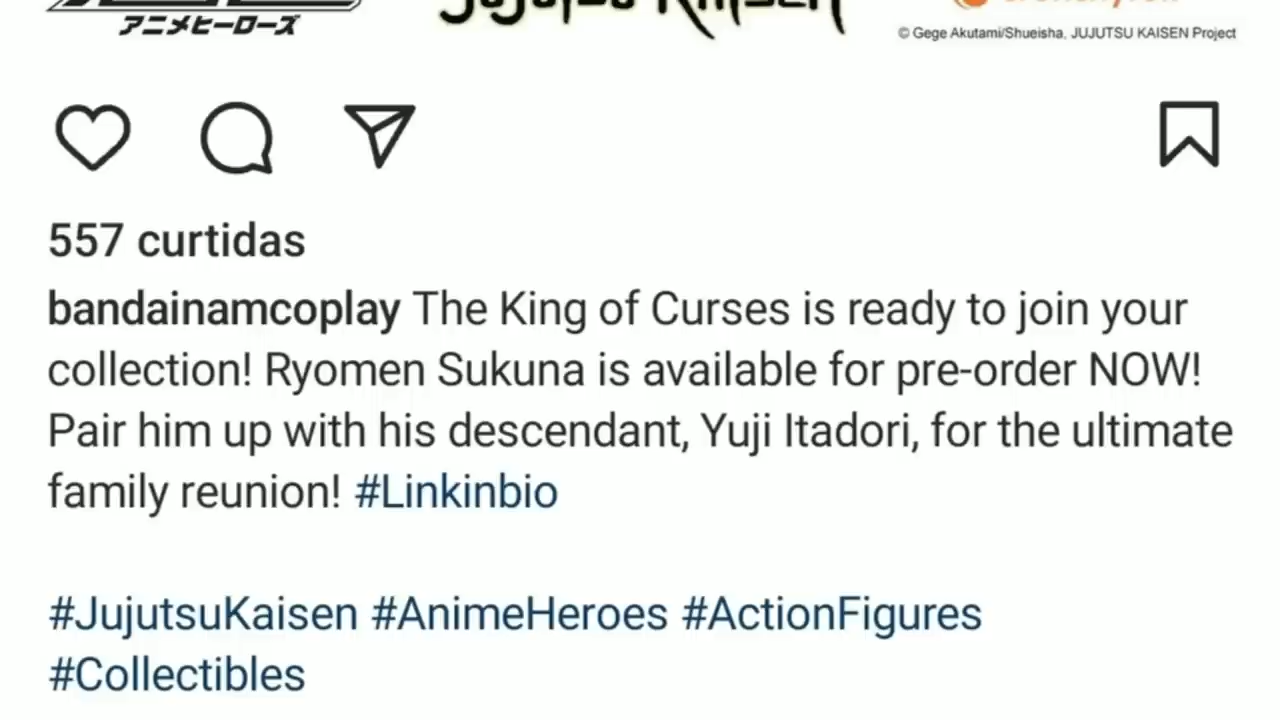 アニメヒーローズ
Jujutsu Kaisen
© Gege Akutami/Shueisha, JUJUTSU KAISEN Project
557 curtidas
bandainamcoplay The King of Curses is ready to join your
collection! Ryomen Sukuna is available for pre-order NOW!
Pair him up with his descendant, Yuji Itadori, for the ultimate
family reunion! #Linkinbio
#JujutsuKaisen #AnimeHeroes #ActionFigures
#Collectibles